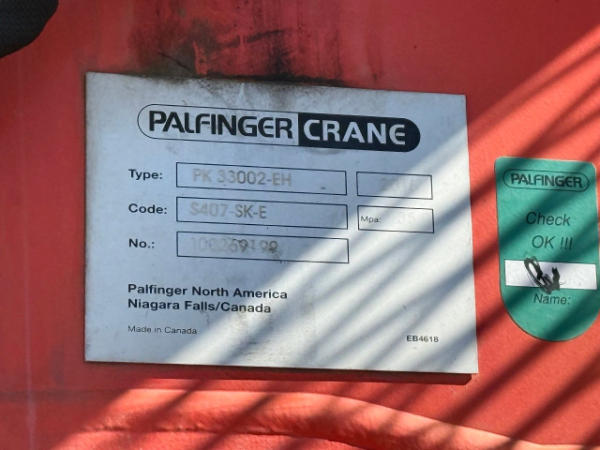 PALFINGER CRANE
Type: PK 33002-EH
Code: S407-SK-E
Mpa:
No.: 100269199
Palfinger North America
Niagara Falls/Canada
Made in Canada
EB4618
PALFINGER
Check
OK !!!
Name: